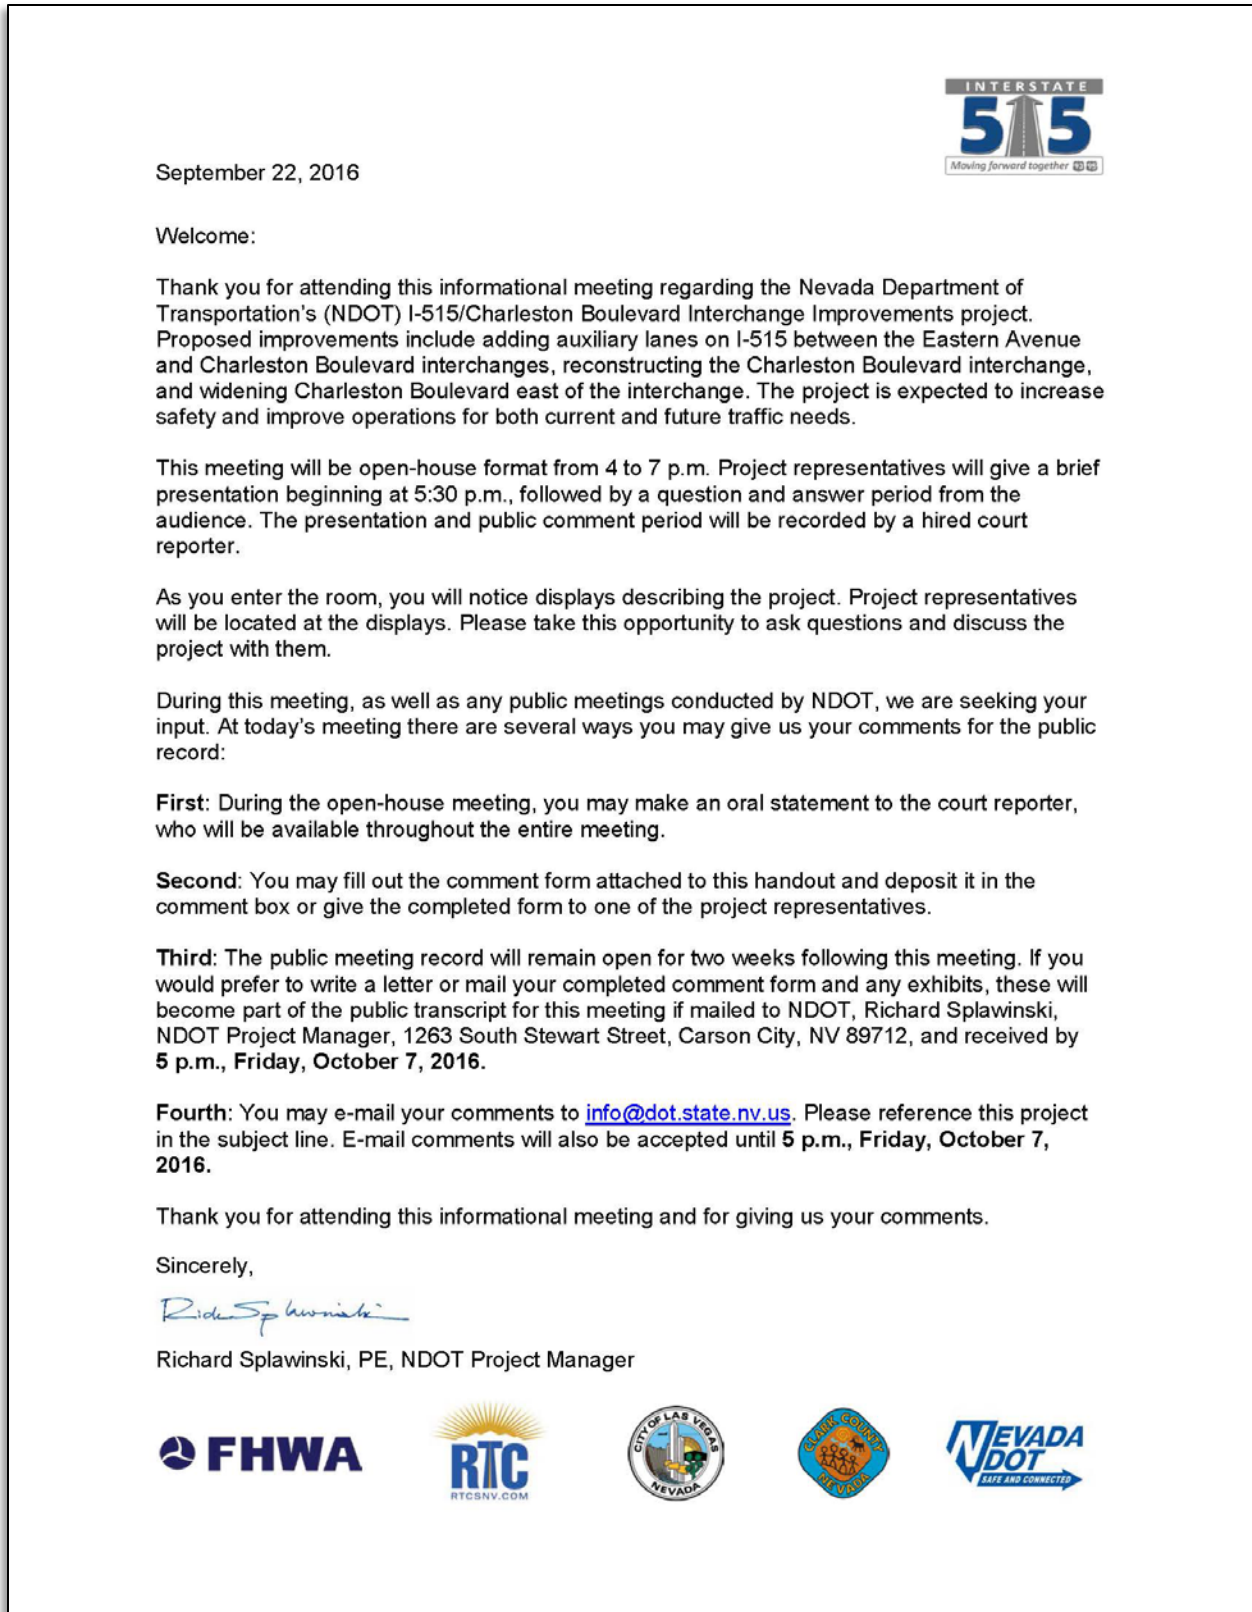 INTERSTATE
515
Moving forward together 93 95
September 22, 2016
Welcome:
Thank you for attending this informational meeting regarding the Nevada Department of
Transportation's (NDOT) I-515/Charleston Boulevard Interchange Improvements project.
Proposed improvements include adding auxiliary lanes on I-515 between the Eastern Avenue
and Charleston Boulevard interchanges, reconstructing the Charleston Boulevard interchange,
and widening Charleston Boulevard east of the interchange. The project is expected to increase
safety and improve operations for both current and future traffic needs.
This meeting will be open-house format from 4 to 7 p.m. Project representatives will give a brief
presentation beginning at 5:30 p.m., followed by a question and answer period from the
audience. The presentation and public comment period will be recorded by a hired court
reporter.
As you enter the room, you will notice displays describing the project. Project representatives
will be located at the displays. Please take this opportunity to ask questions and discuss the
project with them.
During this meeting, as well as any public meetings conducted by NDOT, we are seeking your
input. At today's meeting there are several ways you may give us your comments for the public
record:
First: During the open-house meeting, you may make an oral statement to the court reporter,
who will be available throughout the entire meeting.
Second: You may fill out the comment form attached to this handout and deposit it in the
comment box or give the completed form to one of the project representatives.
Third: The public meeting record will remain open for two weeks following this meeting. If you
would prefer to write a letter or mail your completed comment form and any exhibits, these will
become part of the public transcript for this meeting if mailed to NDOT, Richard Splawinski,
NDOT Project Manager, 1263 South Stewart Street, Carson City, NV 89712, and received by
5 p.m., Friday, October 7, 2016.
Fourth: You may e-mail your comments to info@dot.state.nv.us. Please reference this project
in the subject line. E-mail comments will also be accepted until 5 p.m., Friday, October 7,
2016.
Thank you for attending this informational meeting and for giving us your comments.
Sincerely,
Rick Splawinski
Richard Splawinski, PE, NDOT Project Manager
FHWA
RTC
RTCSNV.COM
CITY OF LAS VEGAS
NEVADA
CLARK COUNTY
NEVADA
NEVADA
DOT
SAFE AND CONNECTED